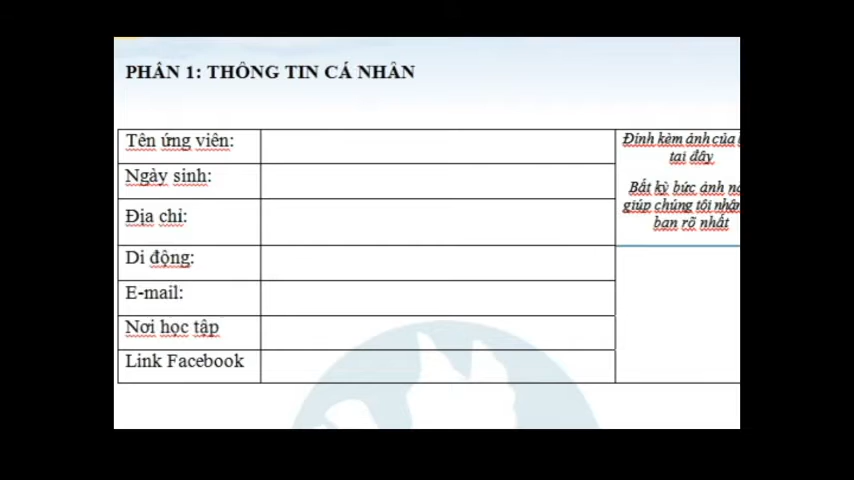 PHẦN 1: THÔNG TIN CÁ NHÂN
Tên ứng viên:
Ngày sinh:
Địa chỉ:
Di động:
E-mail:
Nơi học tập
Link Facebook
Đính kèm ảnh của
tại đây
Bất kỳ bức ảnh
giúp chúng tôi nhận
bạn rõ nhất